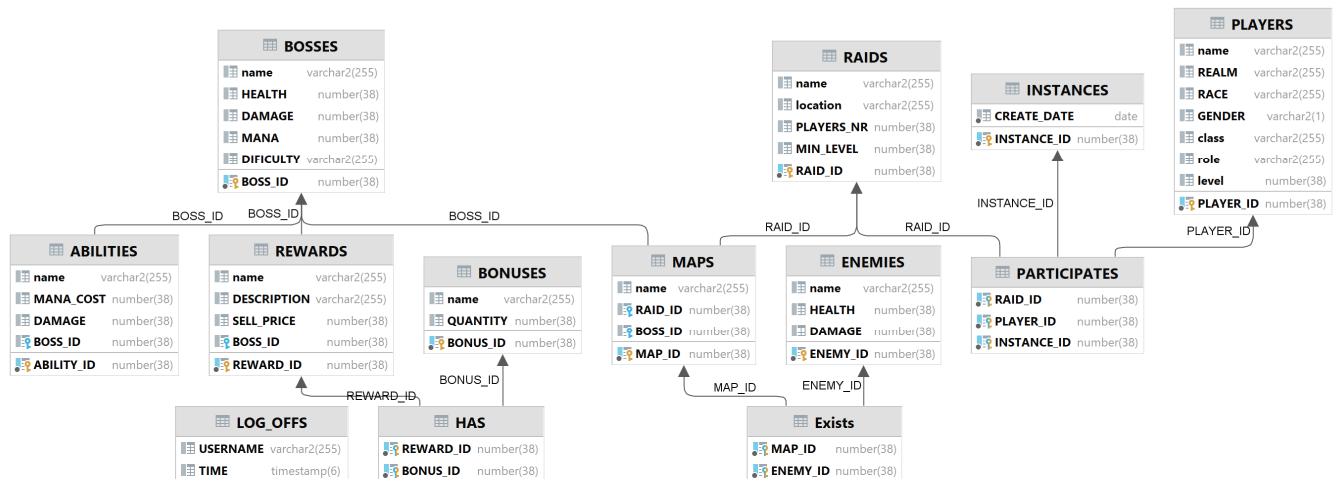 BOSSES
name varchar2(255)
HEALTH number(38)
DAMAGE number(38)
MANA number(38)
DIFICULTY varchar2(255)
BOSS_ID number(38)
RAIDS
name varchar2(255)
location varchar2(255)
PLAYERS_NR number(38)
MIN_LEVEL number(38)
RAID_ID number(38)
INSTANCES
CREATE_DATE date
INSTANCE_ID number(38)
PLAYERS
name varchar2(255)
REALM varchar2(255)
RACE varchar2(255)
GENDER varchar2(1)
class varchar2(255)
role varchar2(255)
level number(38)
PLAYER_ID number(38)
BOSS_ID
BOSS_ID
BOSS_ID
RAID_ID
RAID_ID
INSTANCE_ID
PLAYER_ID
ABILITIES
name varchar2(255)
MANA_COST number(38)
DAMAGE number(38)
BOSS_ID number(38)
ABILITY_ID number(38)
REWARDS
name varchar2(255)
DESCRIPTION varchar2(255)
SELL_PRICE number(38)
BOSS_ID number(38)
REWARD_ID number(38)
BONUSES
name varchar2(255)
QUANTITY number(38)
BONUS_ID number(38)
MAPS
name varchar2(255)
RAID_ID number(38)
BOSS_ID number(38)
MAP_ID number(38)
ENEMIES
name varchar2(255)
HEALTH number(38)
DAMAGE number(38)
ENEMY_ID number(38)
PARTICIPATES
RAID_ID number(38)
PLAYER_ID number(38)
INSTANCE_ID number(38)
REWARD_ID
BONUS_ID
MAP_ID
ENEMY_ID
LOG_OFFS
USERNAME varchar2(255)
TIME timestamp(6)
HAS
REWARD_ID number(38)
BONUS_ID number(38)
Exists
MAP_ID number(38)
ENEMY_ID number(38)